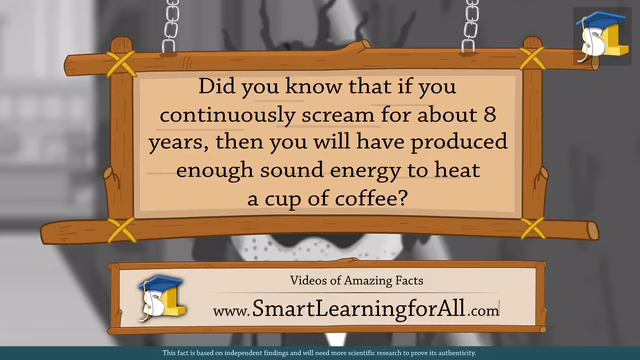 Did you know that if you
continuously scream for about 8
years, then you will have produced
enough sound energy to heat
a cup of coffee?
Videos of Amazing Facts
www.SmartLearningforAll.com
This fact is based on independent findings and will need more scientific research to prove its authenticity.